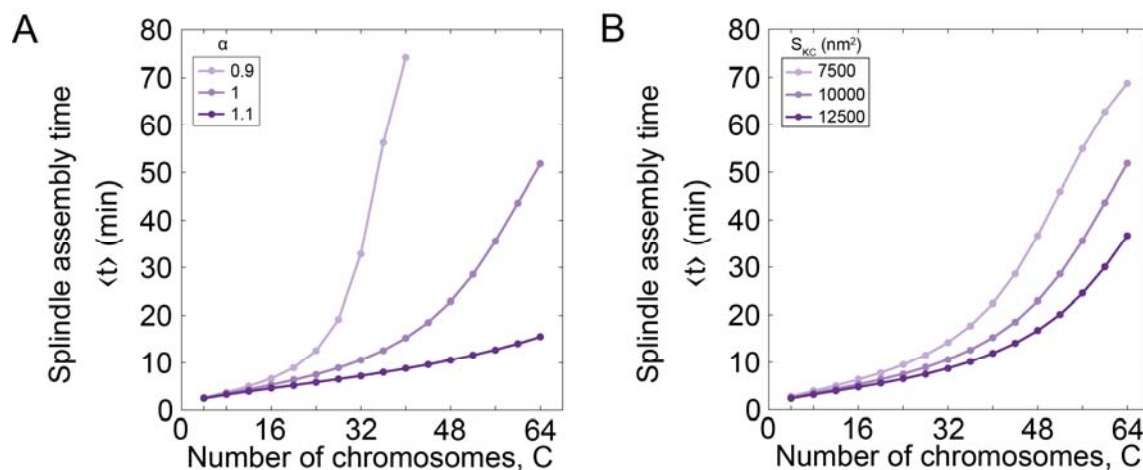 A
α
0.9
1
1.1
80
70
60
50
40
30
20
10
0
0 16 32 48 64
Splindle assembly time
⟨t⟩ (min)
Number of chromosomes, C
B
S_KC (nm²)
7500
10000
12500
80
70
60
50
40
30
20
10
0
0 16 32 48 64
Splindle assembly time
⟨t⟩ (min)
Number of chromosomes, C